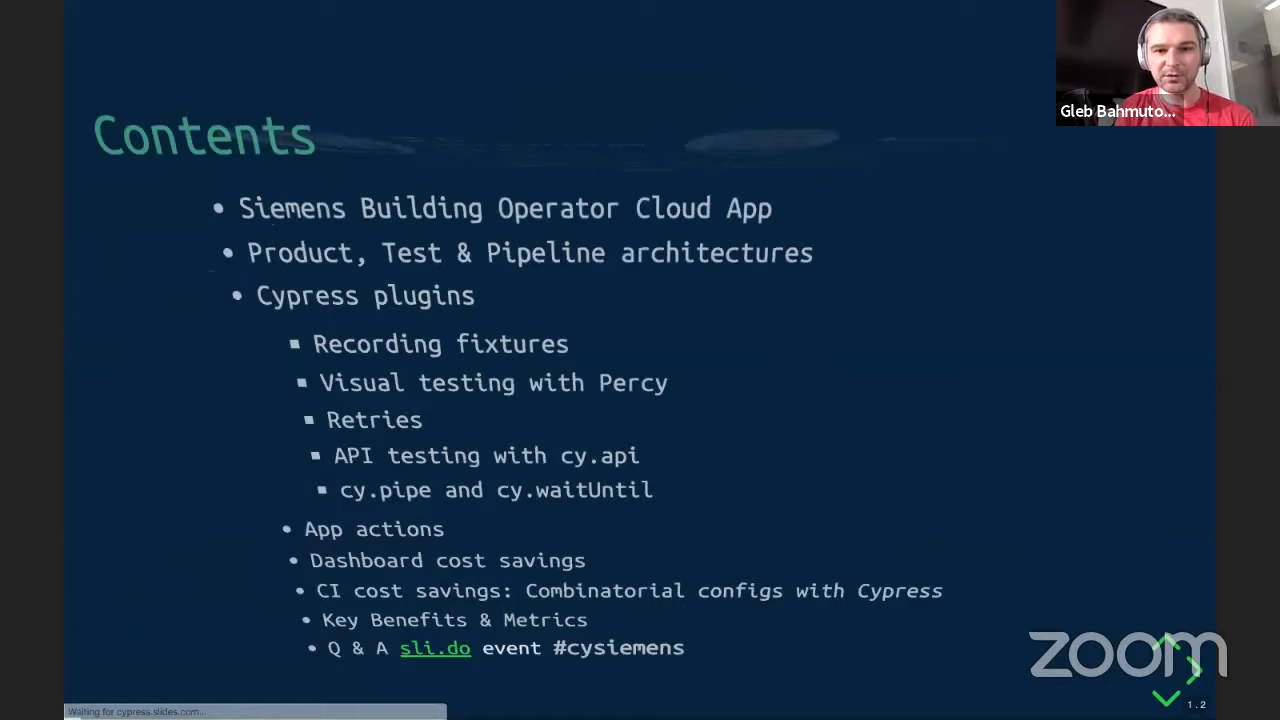 Gleb Bahmuto...
Contents
• Siemens Building Operator Cloud App
• Product, Test & Pipeline architectures
• Cypress plugins
▪ Recording fixtures
▪ Visual testing with Percy
▪ Retries
▪ API testing with cy.api
▪ cy.pipe and cy.waitUntil
• App actions
• Dashboard cost savings
• CI cost savings: Combinatorial configs with Cypress
• Key Benefits & Metrics
• Q & A sli.do event #cysiemens
zoom
1.2
Waiting for cypress.slides.com...